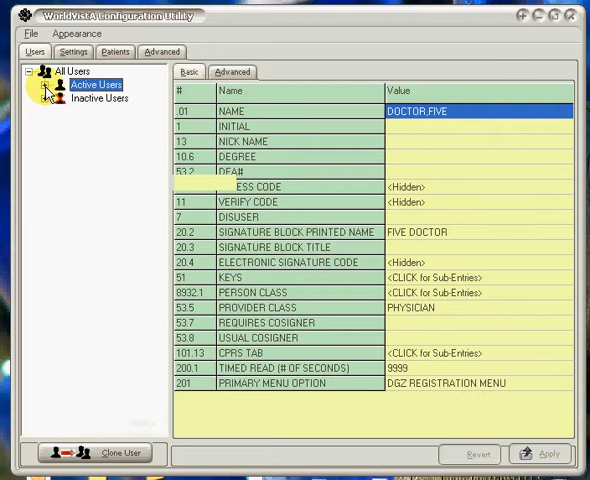 WorldVistA Configuration Utility
File Appearance
Users Settings Patients Advanced
All Users
Active Users
Inactive Users
Basic Advanced
# Name Value
.01 NAME DOCTOR,FIVE
1 INITIAL
13 NICK NAME
10.6 DEGREE
53.2 DEA#
ESS CODE <Hidden>
11 VERIFY CODE <Hidden>
7 DISUSER
20.2 SIGNATURE BLOCK PRINTED NAME FIVE DOCTOR
20.3 SIGNATURE BLOCK TITLE
20.4 ELECTRONIC SIGNATURE CODE <Hidden>
51 KEYS <CLICK for Sub-Entries>
8932.1 PERSON CLASS <CLICK for Sub-Entries>
53.5 PROVIDER CLASS PHYSICIAN
53.7 REQUIRES COSIGNER
53.8 USUAL COSIGNER
101.13 CPRS TAB <CLICK for Sub-Entries>
200.1 TIMED READ (# OF SECONDS) 9999
201 PRIMARY MENU OPTION DGZ REGISTRATION MENU
Clone User Revert Apply